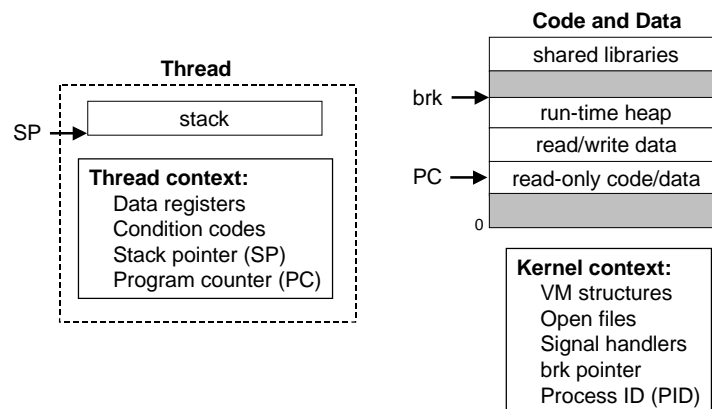 Thread
SP
stack
Thread context:
Data registers
Condition codes
Stack pointer (SP)
Program counter (PC)
Code and Data
shared libraries
brk
run-time heap
read/write data
PC
read-only code/data
0
Kernel context:
VM structures
Open files
Signal handlers
brk pointer
Process ID (PID)